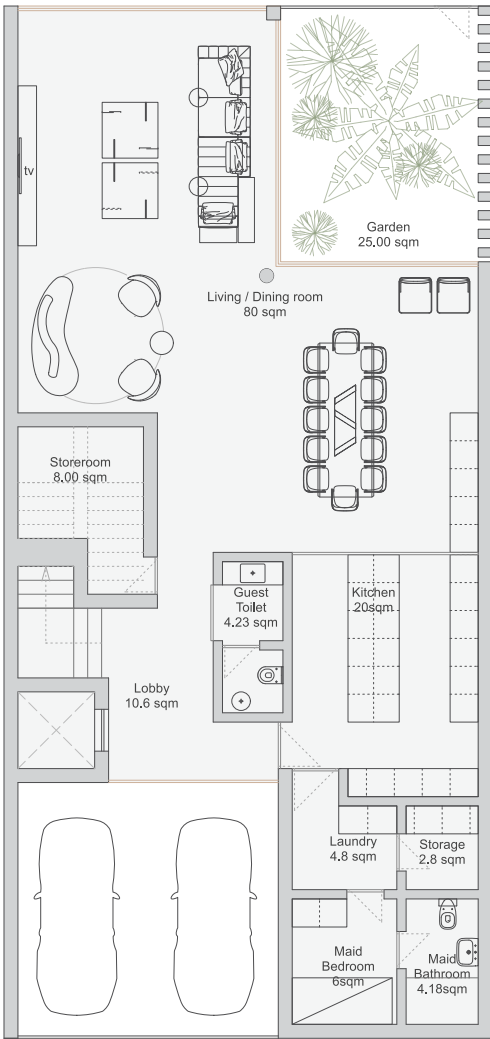 tv
Garden
25.00 sqm
Living / Dining room
80 sqm
Storeroom
8.00 sqm
Guest
Toilet
4.23 sqm
Kitchen
20sqm
Lobby
10.6 sqm
Laundry
4.8 sqm
Storage
2.8 sqm
Maid
Bedroom
6sqm
Maid
Bathroom
4.18sqm